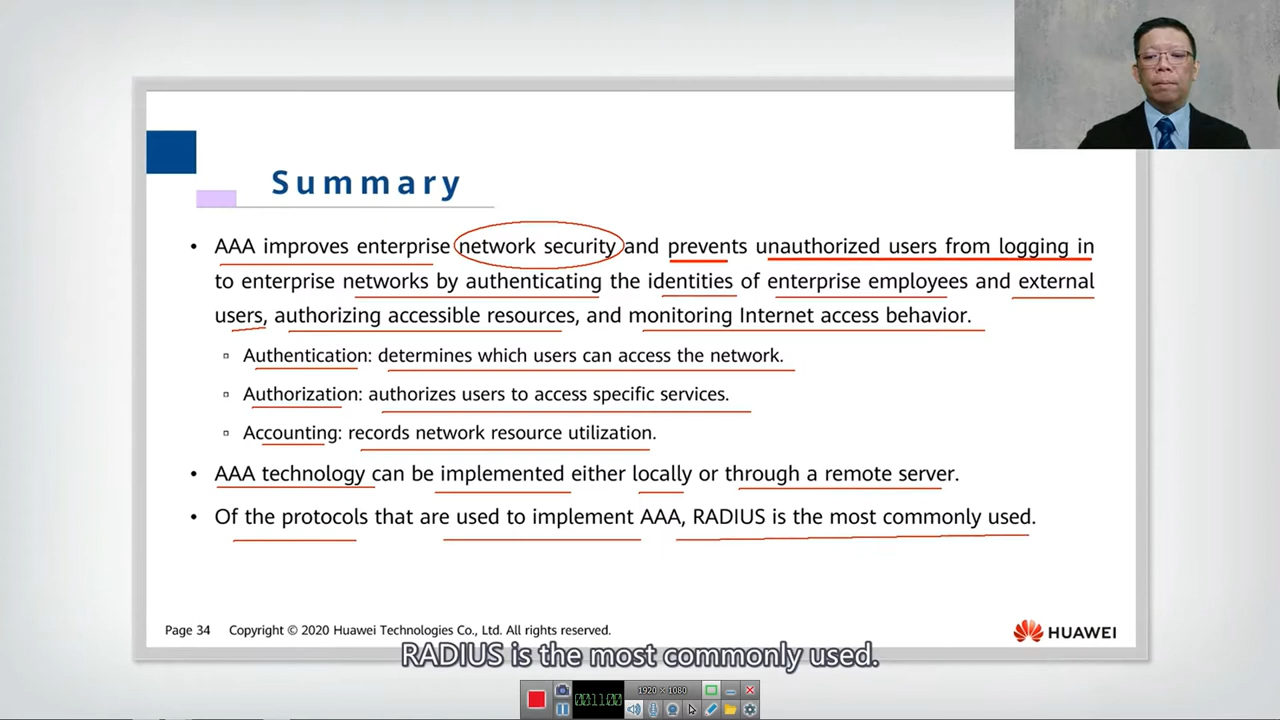 Summary
• AAA improves enterprise network security and prevents unauthorized users from logging in
to enterprise networks by authenticating the identities of enterprise employees and external
users, authorizing accessible resources, and monitoring Internet access behavior.
▫ Authentication: determines which users can access the network.
▫ Authorization: authorizes users to access specific services.
▫ Accounting: records network resource utilization.
• AAA technology can be implemented either locally or through a remote server.
• Of the protocols that are used to implement AAA, RADIUS is the most commonly used.
Page 34 Copyright © 2020 Huawei Technologies Co., Ltd. All rights reserved.
HUAWEI
RADIUS is the most commonly used.
1920 × 1080